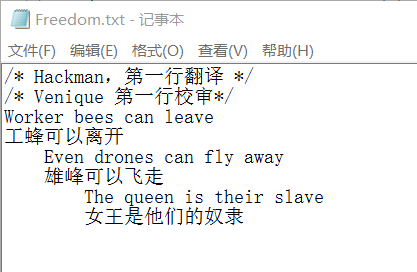 Freedom.txt - 记事本
文件(F) 编辑(E) 格式(O) 查看(V) 帮助(H)
/* Hackman, 第一行翻译 */
/* Venique 第一行校审*/
Worker bees can leave
工蜂可以离开
Even drones can fly away
雄峰可以飞走
The queen is their slave
女王是他们的奴隶